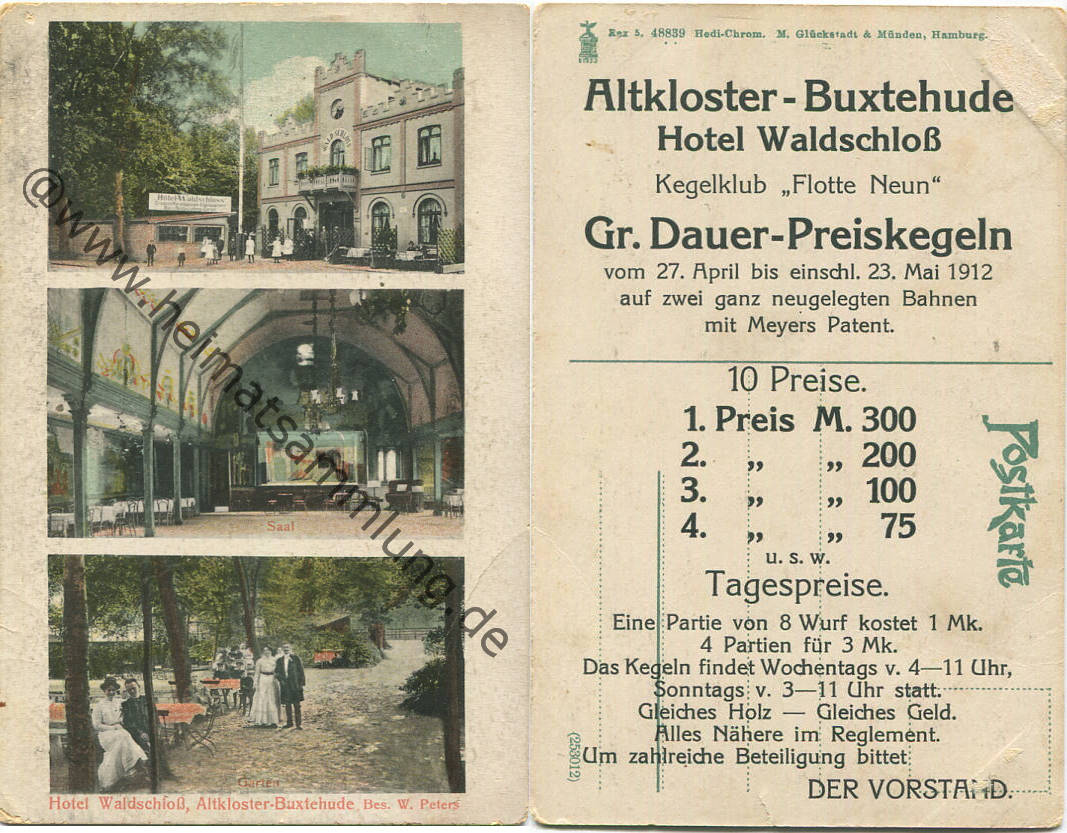 Hôtel Waldschloss
WALDSCHLOSS
Saal
Garten
Hotel Waldschloß, Altkloster-Buxtehude Bes. W. Peters
@www.heimatsammlung.de
Rex 5. 48839 Hedi-Chrom. M. Glückstadt & Münden, Hamburg.
Altkloster-Buxtehude
Hotel Waldschloß
Kegelklub „Flotte Neun“
Gr. Dauer-Preiskegeln
vom 27. April bis einschl. 23. Mai 1912
auf zwei ganz neugelegten Bahnen
mit Meyers Patent.
10 Preise.
1. Preis M. 300
2. „ „ 200
3. „ „ 100
4. „ „ 75
u. s. w.
Tagespreise.
Eine Partie von 8 Wurf kostet 1 Mk.
4 Partien für 3 Mk.
Das Kegeln findet Wochentags v. 4—11 Uhr,
Sonntags v. 3—11 Uhr statt.
Gleiches Holz — Gleiches Geld.
Alles Nähere im Reglement.
Um zahlreiche Beteiligung bittet
DER VORSTAND.
Postkarte
(253012)